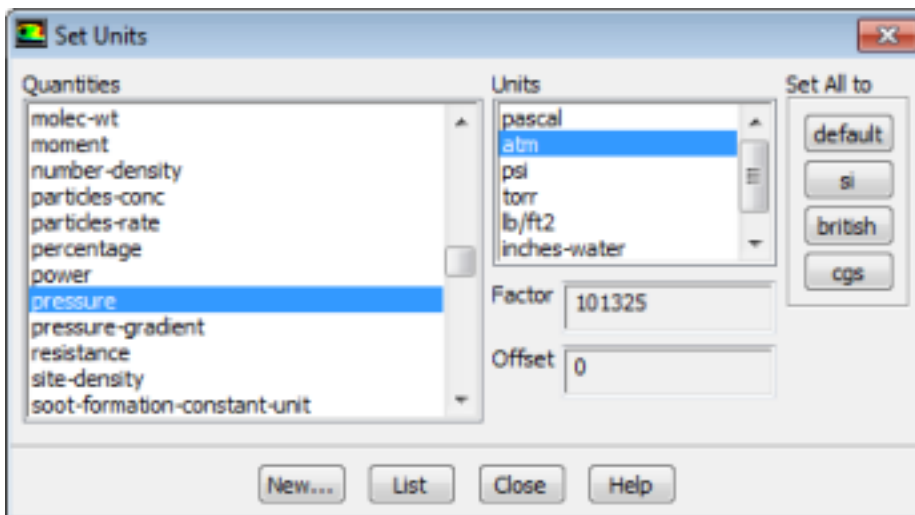 Set Units
Quantities
molec-wt
moment
number-density
particles-conc
particles-rate
percentage
power
pressure
pressure-gradient
resistance
site-density
soot-formation-constant-unit
Units
pascal
atm
psi
torr
lb/ft2
inches-water
Factor 101325
Offset 0
Set All to
default
si
british
cgs
New... List Close Help